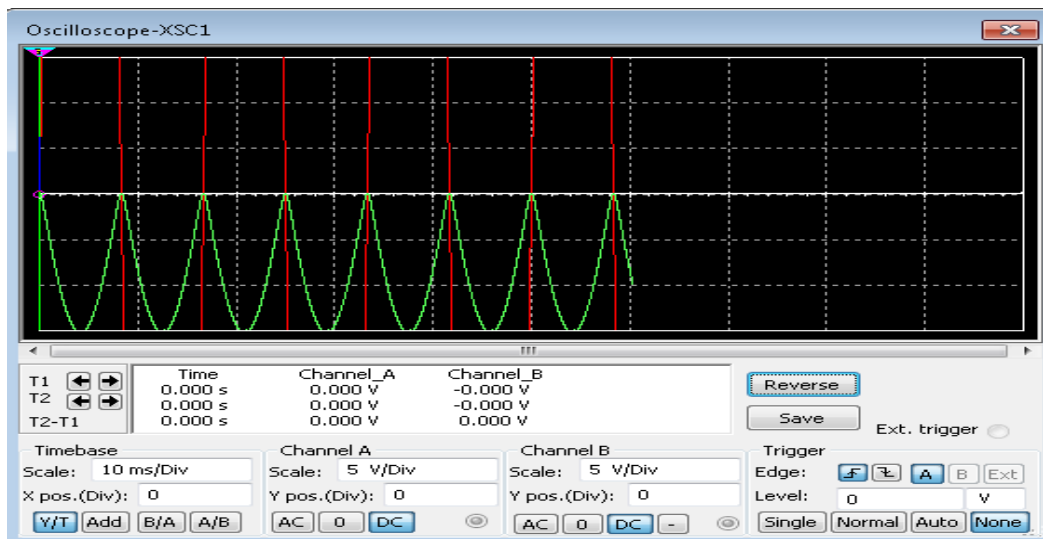 Oscilloscope-XSC1
Time Channel_A Channel_B
T1 0.000 s 0.000 V -0.000 V
T2 0.000 s 0.000 V -0.000 V
T2-T1 0.000 s 0.000 V 0.000 V
Reverse
Save
Ext. trigger
Timebase
Scale: 10 ms/Div
X pos.(Div): 0
Y/T Add B/A A/B
Channel A
Scale: 5 V/Div
Y pos.(Div): 0
AC 0 DC
Channel B
Scale: 5 V/Div
Y pos.(Div): 0
AC 0 DC -
Trigger
Edge: A B Ext
Level: 0 V
Single Normal Auto None